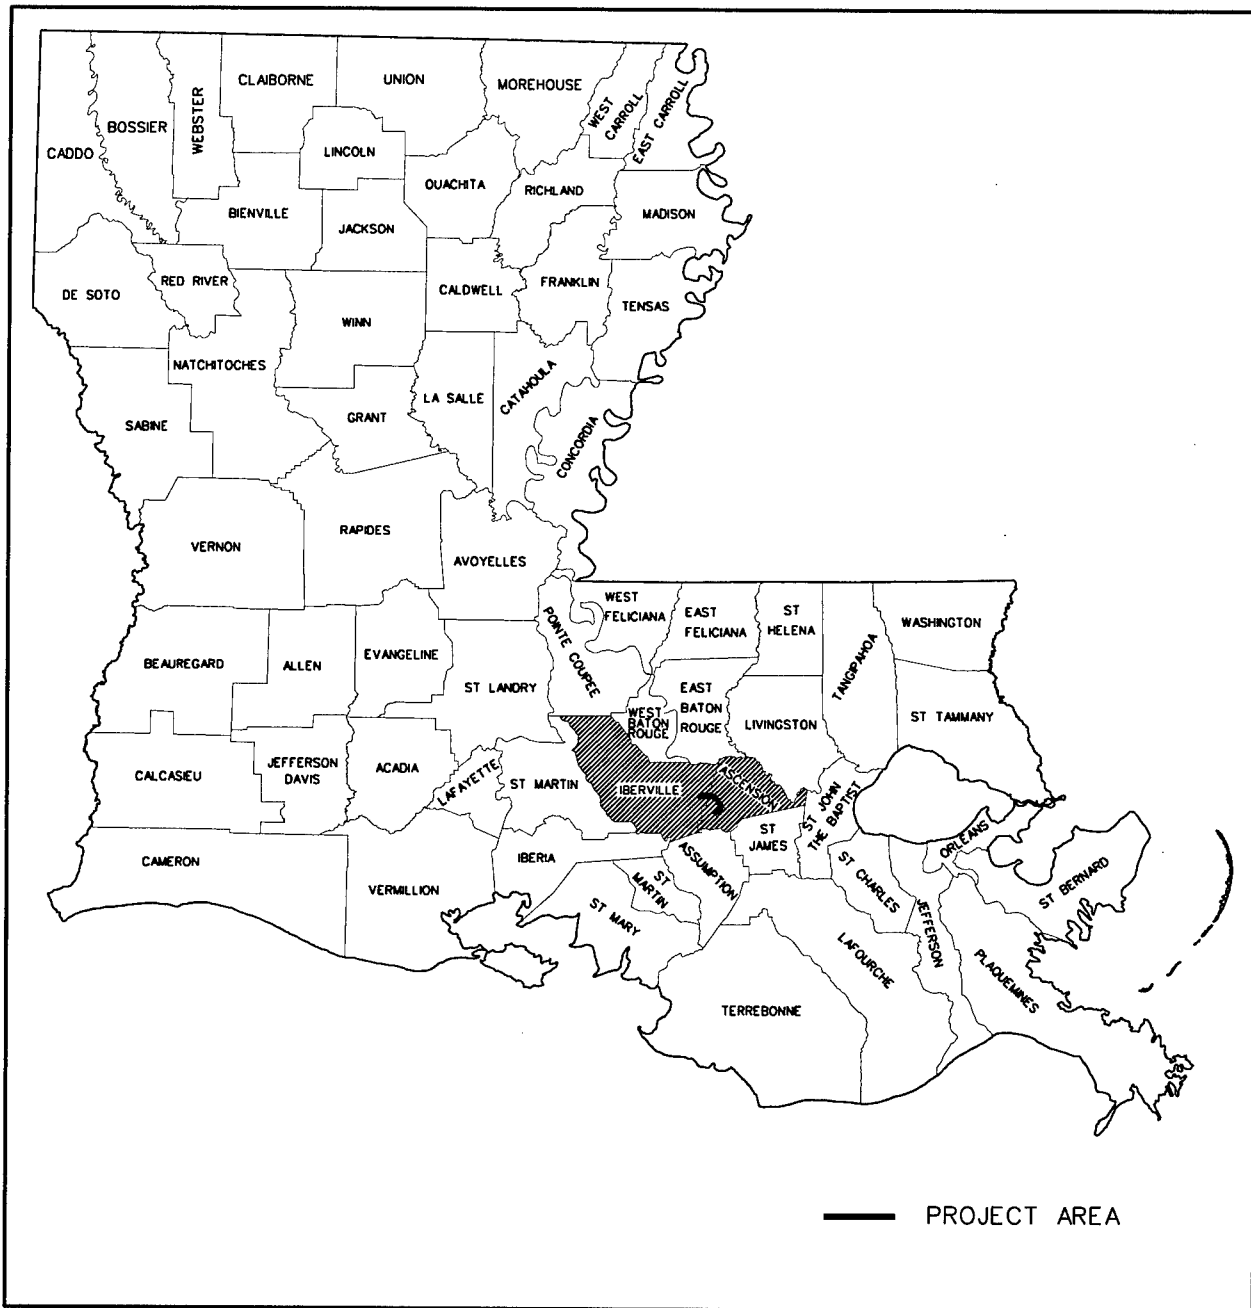 CLAIBORNE
UNION
MOREHOUSE
WEST
CARROLL
EAST CARROLL
WEBSTER
BOSSIER
CADDO
LINCOLN
OUACHITA
RICHLAND
MADISON
BIENVILLE
JACKSON
RED RIVER
DE SOTO
CALDWELL
FRANKLIN
TENSAS
WINN
NATCHITOCHES
LA SALLE
CATAHOULA
GRANT
SABINE
CONCORDIA
RAPIDES
VERNON
AVOYELLES
WEST
FELICIANA
EAST
FELICIANA
ST
HELENA
WASHINGTON
POINTE COUPEE
TANGIPAHOA
BEAUREGARD
ALLEN
EVANGELINE
ST LANDRY
WEST
BATON
ROUGE
EAST
BATON
ROUGE
LIVINGSTON
ST TAMMANY
CALCASIEU
JEFFERSON
DAVIS
ACADIA
LAFAYETTE
ST MARTIN
IBERVILLE
ASCENSION
ST JOHN
THE BAPTIST
ST
JAMES
ORLEANS
CAMERON
VERMILLION
IBERIA
ST
MARTIN
ASSUMPTION
ST CHARLES
ST BERNARD
ST MARY
JEFFERSON
LAFOURCHE
PLAQUEMINES
TERREBONNE
PROJECT AREA